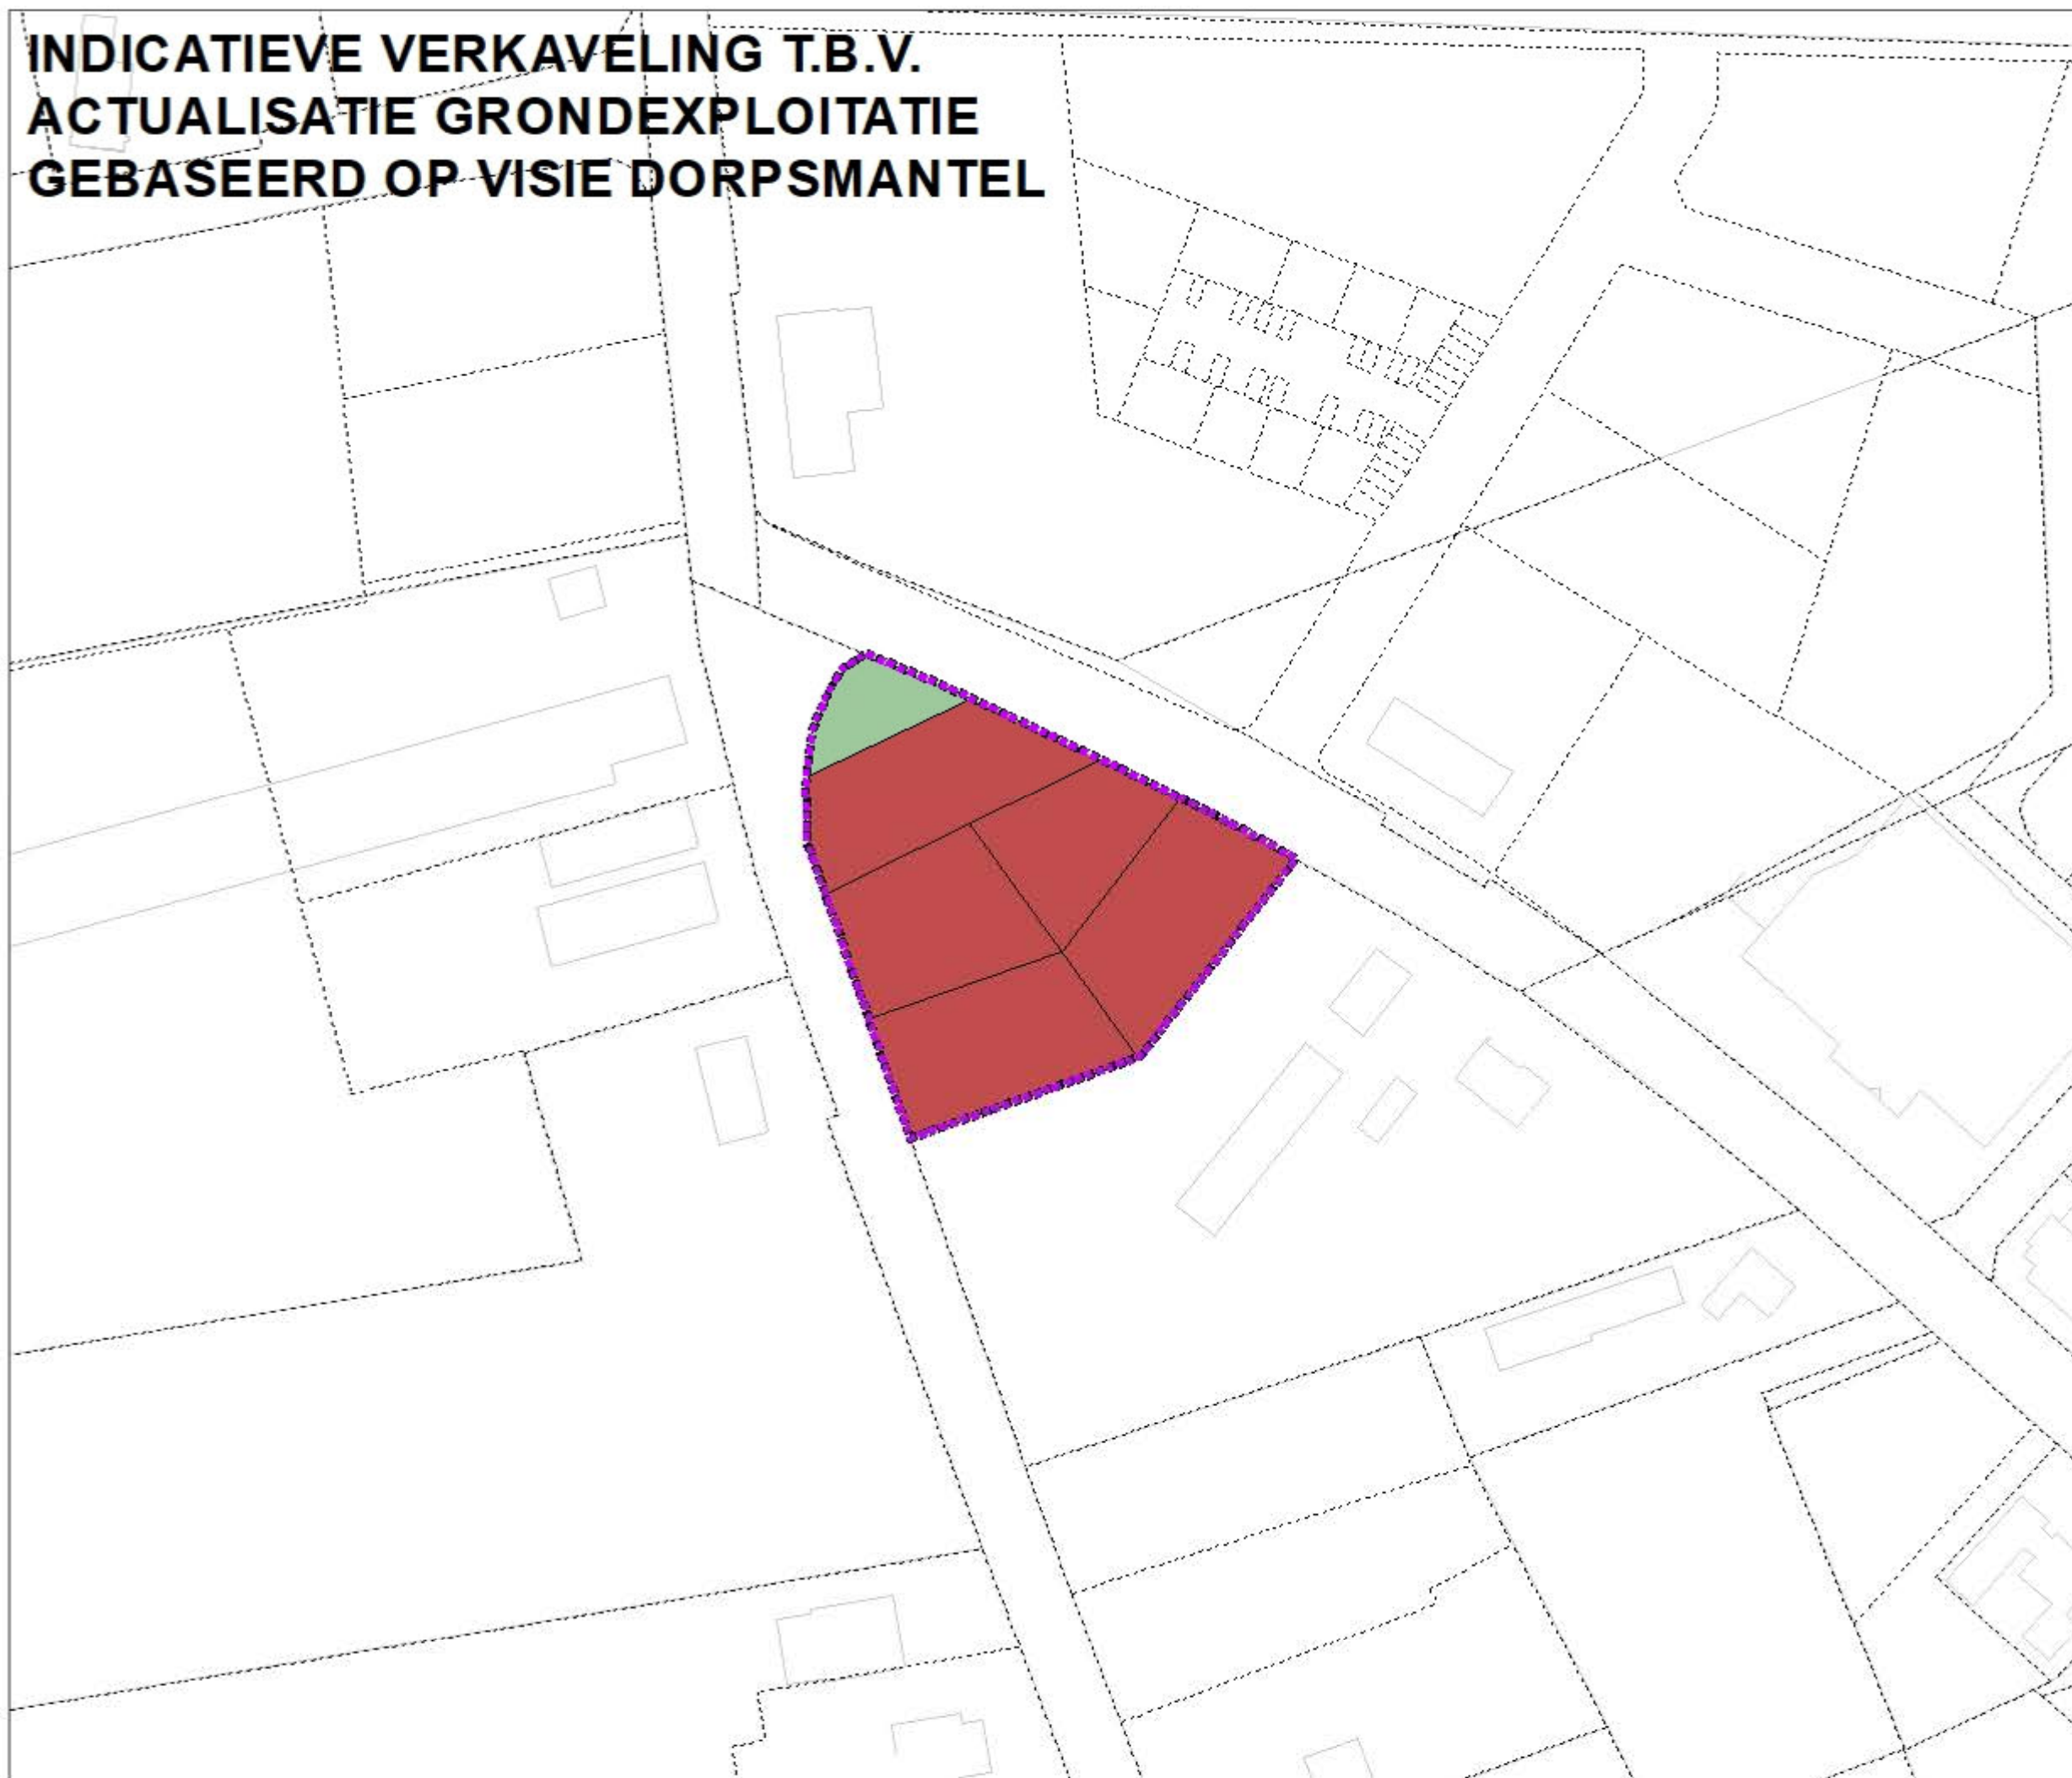 INDICATIEVE VERKAVELING T.B.V.
ACTUALISATIE GRONDEXPLOITATIE
GEBASEERD OP VISIE DORPSMANTEL